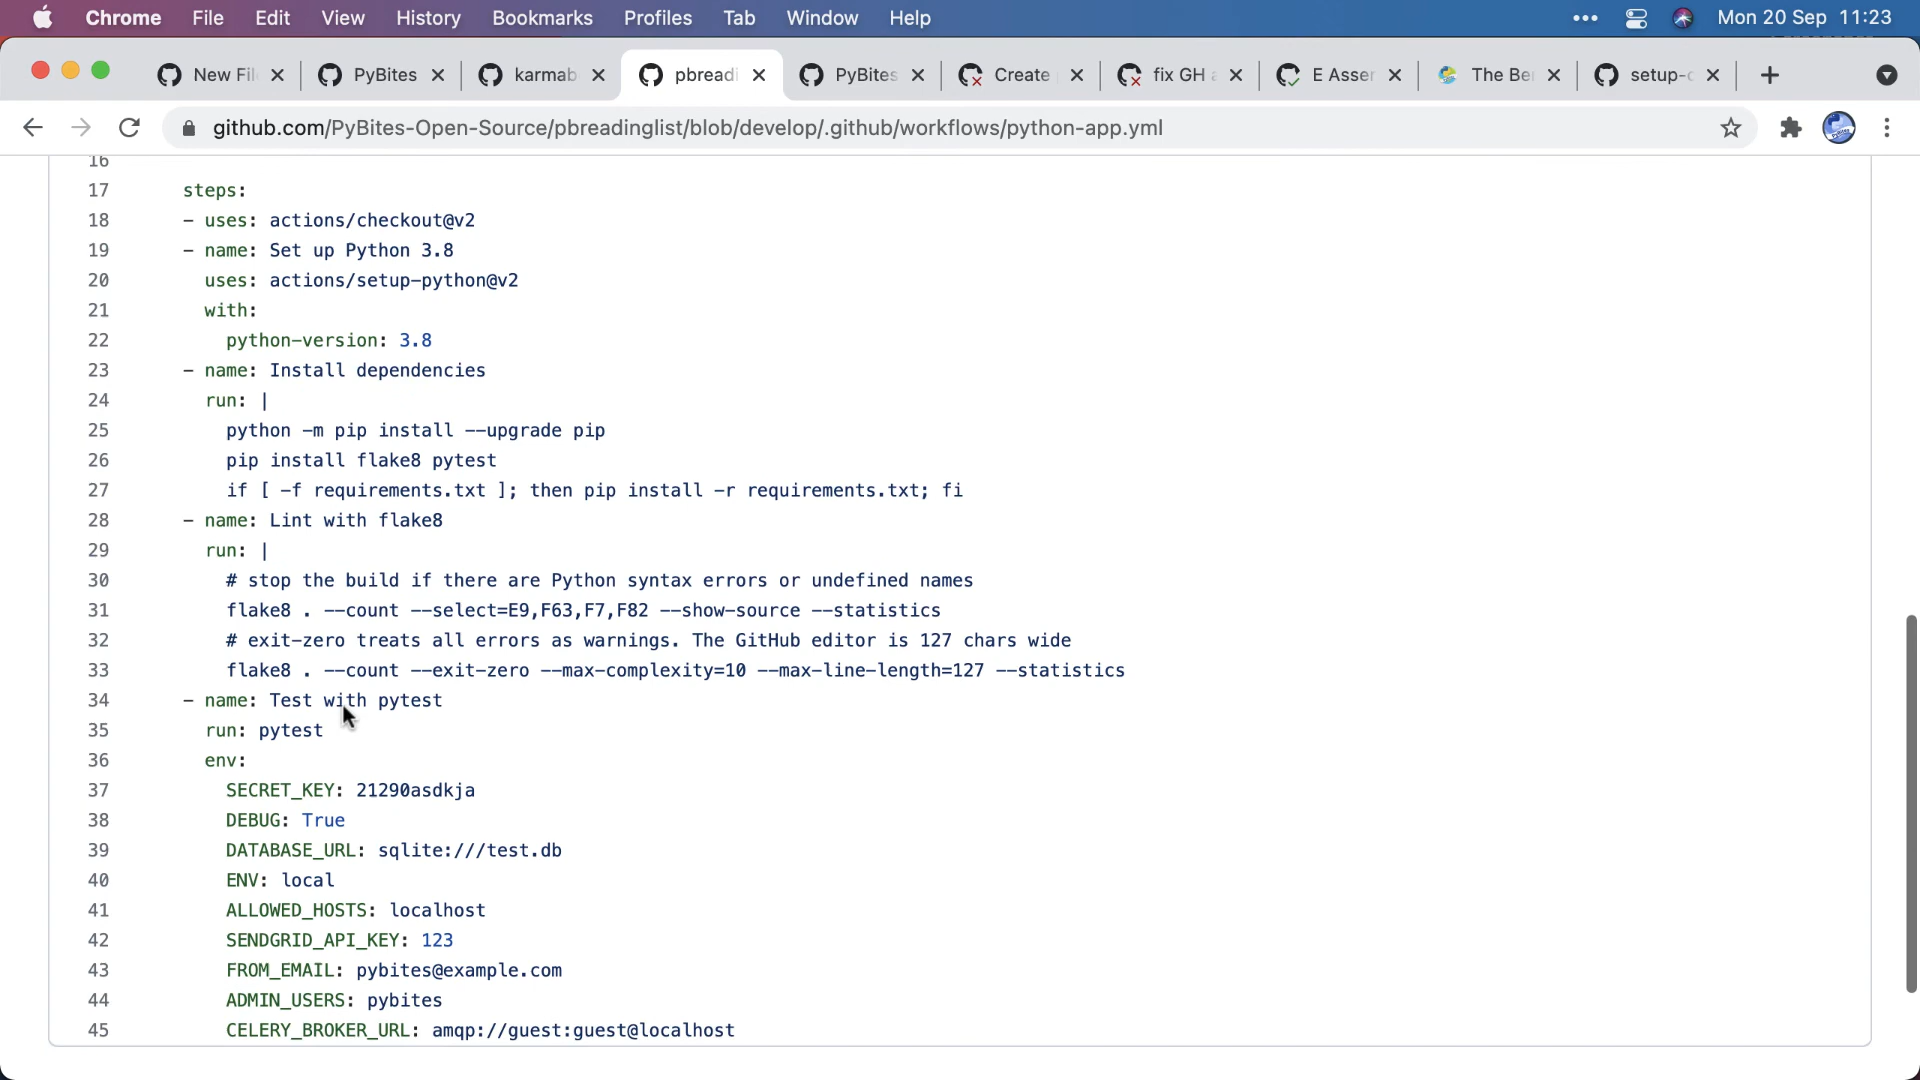 Chrome File Edit View History Bookmarks Profiles Tab Window Help ••• Mon 20 Sep 11:23
New Fil PyBites karmab pbreadi PyBites Create fix GH a E Asser The Be setup-c
github.com/PyBites-Open-Source/pbreadinglist/blob/develop/.github/workflows/python-app.yml
16
17 steps:
18 - uses: actions/checkout@v2
19 - name: Set up Python 3.8
20 uses: actions/setup-python@v2
21 with:
22 python-version: 3.8
23 - name: Install dependencies
24 run: |
25 python -m pip install --upgrade pip
26 pip install flake8 pytest
27 if [ -f requirements.txt ]; then pip install -r requirements.txt; fi
28 - name: Lint with flake8
29 run: |
30 # stop the build if there are Python syntax errors or undefined names
31 flake8 . --count --select=E9,F63,F7,F82 --show-source --statistics
32 # exit-zero treats all errors as warnings. The GitHub editor is 127 chars wide
33 flake8 . --count --exit-zero --max-complexity=10 --max-line-length=127 --statistics
34 - name: Test with pytest
35 run: pytest
36 env:
37 SECRET_KEY: 21290asdkja
38 DEBUG: True
39 DATABASE_URL: sqlite:///test.db
40 ENV: local
41 ALLOWED_HOSTS: localhost
42 SENDGRID_API_KEY: 123
43 FROM_EMAIL: pybites@example.com
44 ADMIN_USERS: pybites
45 CELERY_BROKER_URL: amqp://guest:guest@localhost